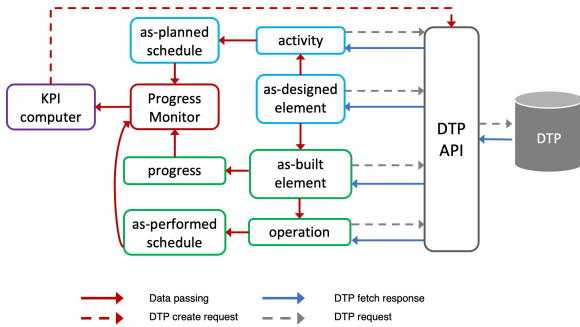 as-planned
schedule
activity
KPI
computer
Progress
Monitor
as-designed
element
DTP
API
DTP
progress
as-built
element
as-performed
schedule
operation
Data passing
DTP fetch response
DTP create request
DTP request